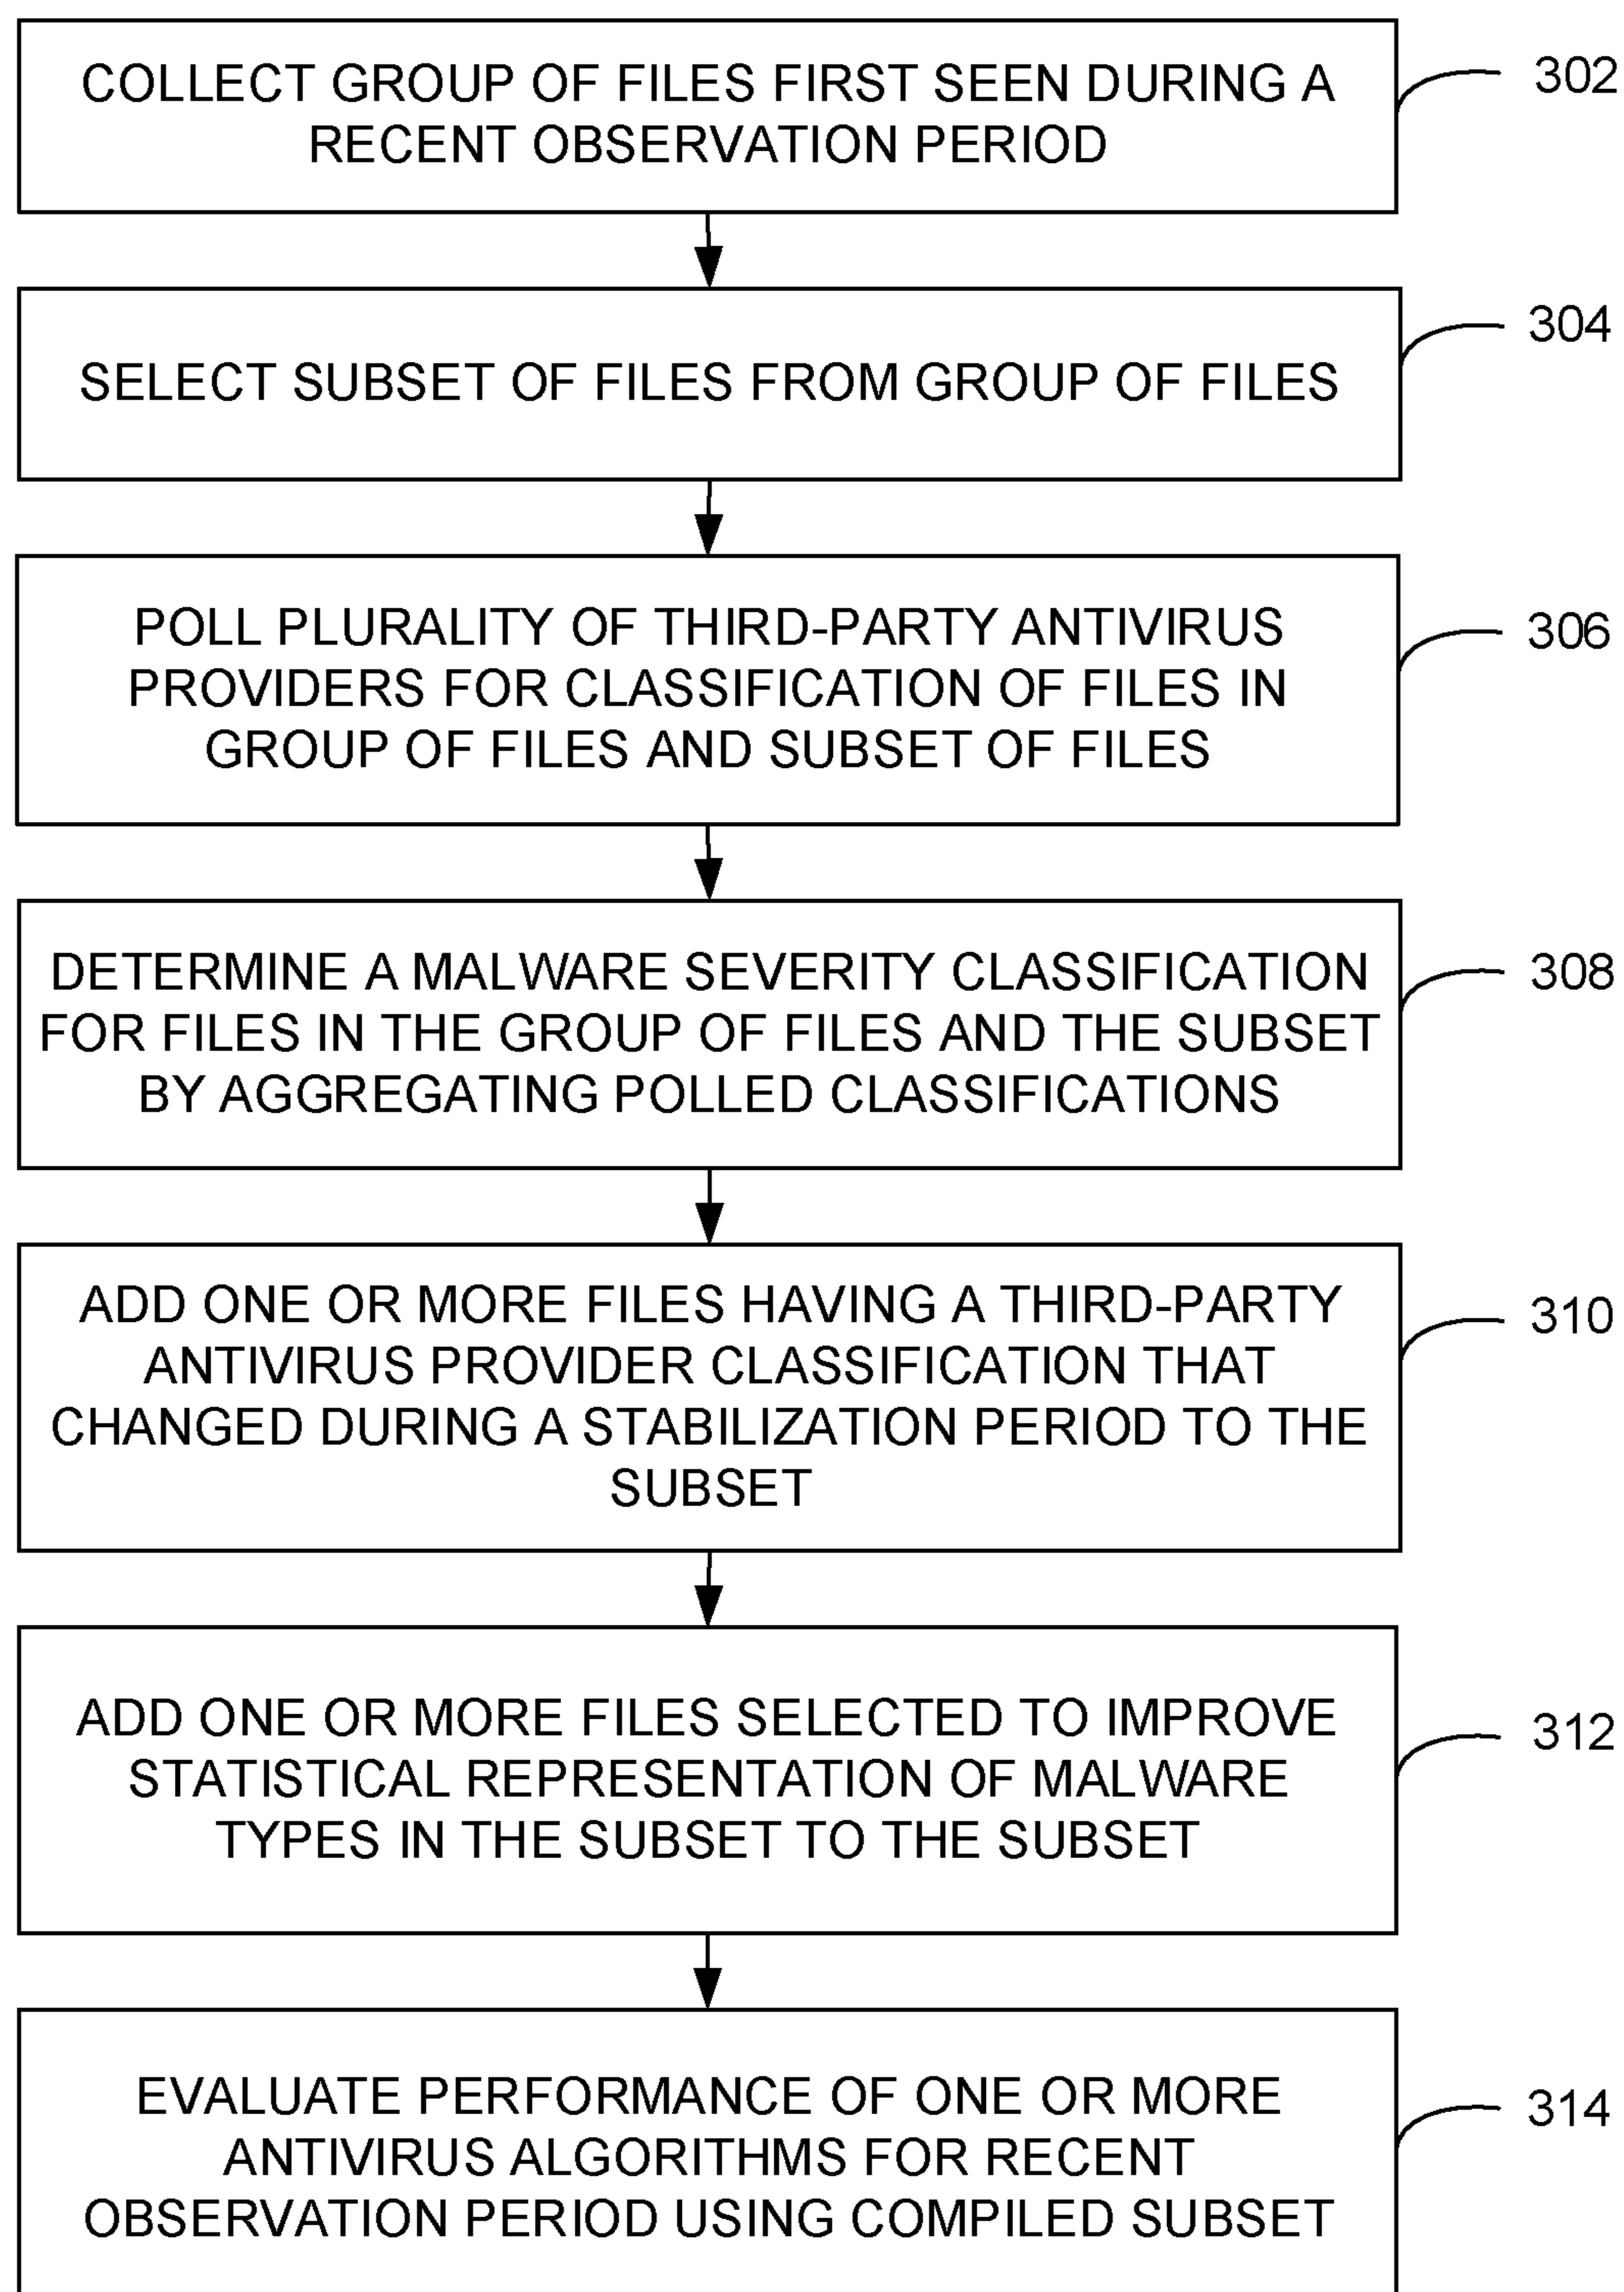 COLLECT GROUP OF FILES FIRST SEEN DURING A
RECENT OBSERVATION PERIOD
302
SELECT SUBSET OF FILES FROM GROUP OF FILES
304
POLL PLURALITY OF THIRD-PARTY ANTIVIRUS
PROVIDERS FOR CLASSIFICATION OF FILES IN
GROUP OF FILES AND SUBSET OF FILES
306
DETERMINE A MALWARE SEVERITY CLASSIFICATION
FOR FILES IN THE GROUP OF FILES AND THE SUBSET
BY AGGREGATING POLLED CLASSIFICATIONS
308
ADD ONE OR MORE FILES HAVING A THIRD-PARTY
ANTIVIRUS PROVIDER CLASSIFICATION THAT
CHANGED DURING A STABILIZATION PERIOD TO THE
SUBSET
310
ADD ONE OR MORE FILES SELECTED TO IMPROVE
STATISTICAL REPRESENTATION OF MALWARE
TYPES IN THE SUBSET TO THE SUBSET
312
EVALUATE PERFORMANCE OF ONE OR MORE
ANTIVIRUS ALGORITHMS FOR RECENT
OBSERVATION PERIOD USING COMPILED SUBSET
314